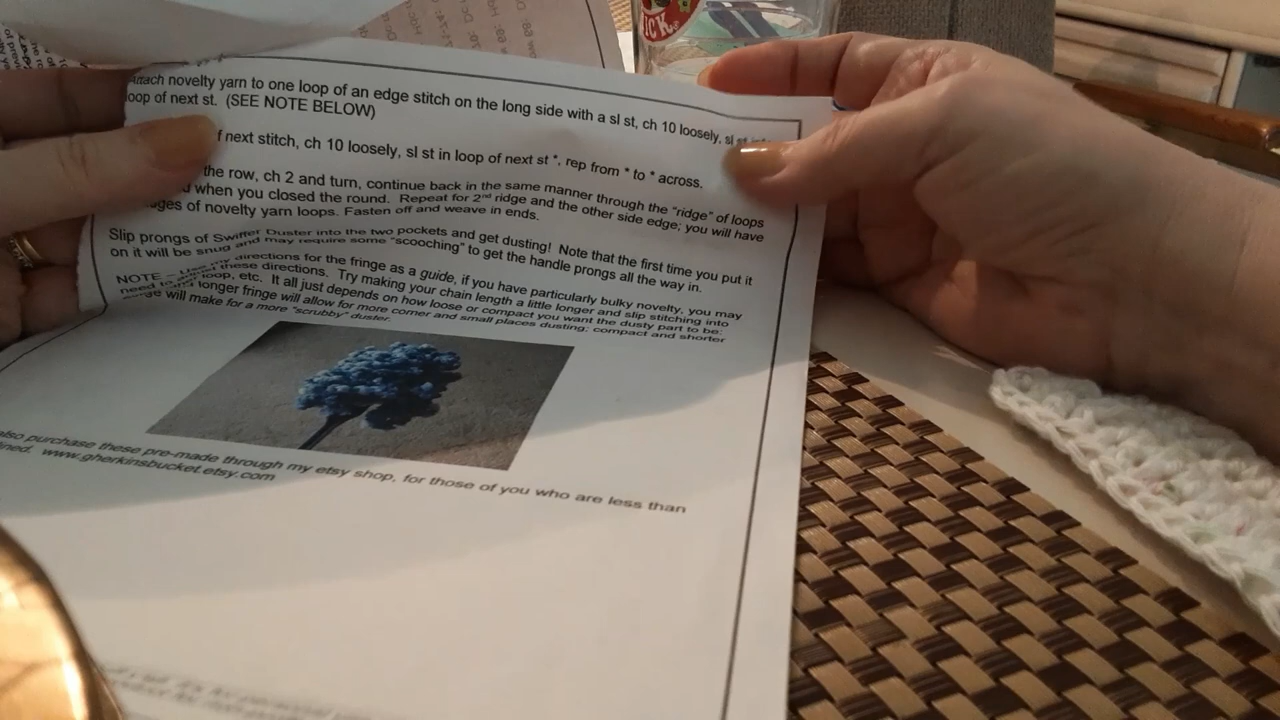 Attach novelty yarn to one loop of an edge stitch on the long side with a sl st, ch 10 loosely, sl st
loop of next st. (SEE NOTE BELOW)
f next stitch, ch 10 loosely, sl st in loop of next st *, rep from * to * across.
the row, ch 2 and turn, continue back in the same manner through the "ridge" of loops
when you closed the round. Repeat for 2nd ridge and the other side edge; you will have
ges of novelty yarn loops. Fasten off and weave in ends.
Slip prongs of Swiffer Duster into the two pockets and get dusting! Note that the first time you put it
on it will be snug and may require some "scooching" to get the handle prongs all the way in.
NOTE – Use my directions for the fringe as a guide, if you have particularly bulky novelty, you may
need to these directions. Try making your chain length a little longer and slip stitching into
loop, etc. It all just depends on how loose or compact you want the dusty part to be;
longer fringe will allow for more corner and small places dusting; compact and shorter
will make for a more "scrubby" duster.
also purchase these pre-made through my etsy shop, for those of you who are less than
ined. www.gherkinsbucket.etsy.com
ICK